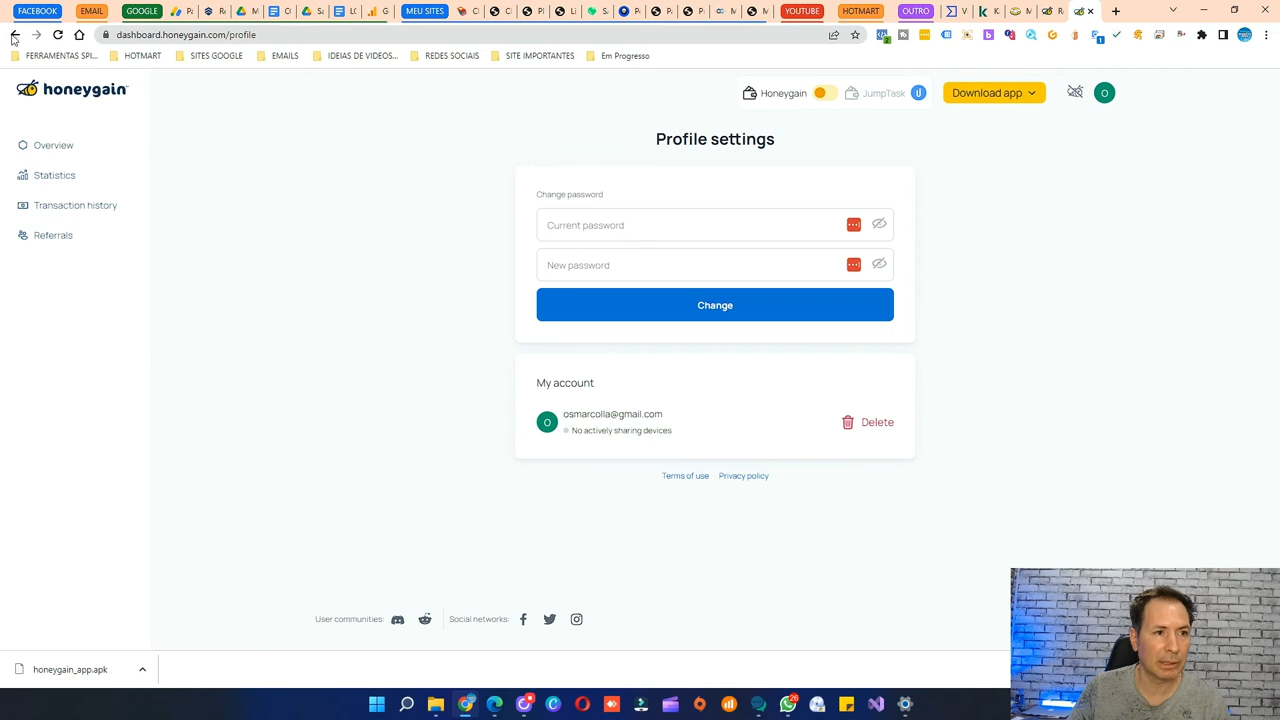 FACEBOOK EMAIL GOOGLE MEU SITES YOUTUBE HOTMART OUTRO
dashboard.honeygain.com/profile
FERRAMENTAS SPI... HOTMART SITES GOOGLE EMAILS IDEIAS DE VIDEOS... REDES SOCIAIS SITE IMPORTANTES Em Progresso
honeygain
Honeygain JumpTask
Download app
O
Overview
Statistics
Transaction history
Referrals
Profile settings
Change password
Current password
New password
Change
My account
O
osmarcolla@gmail.com
No actively sharing devices
Delete
Terms of use Privacy policy
User communities: Social networks:
honeygain_app.apk